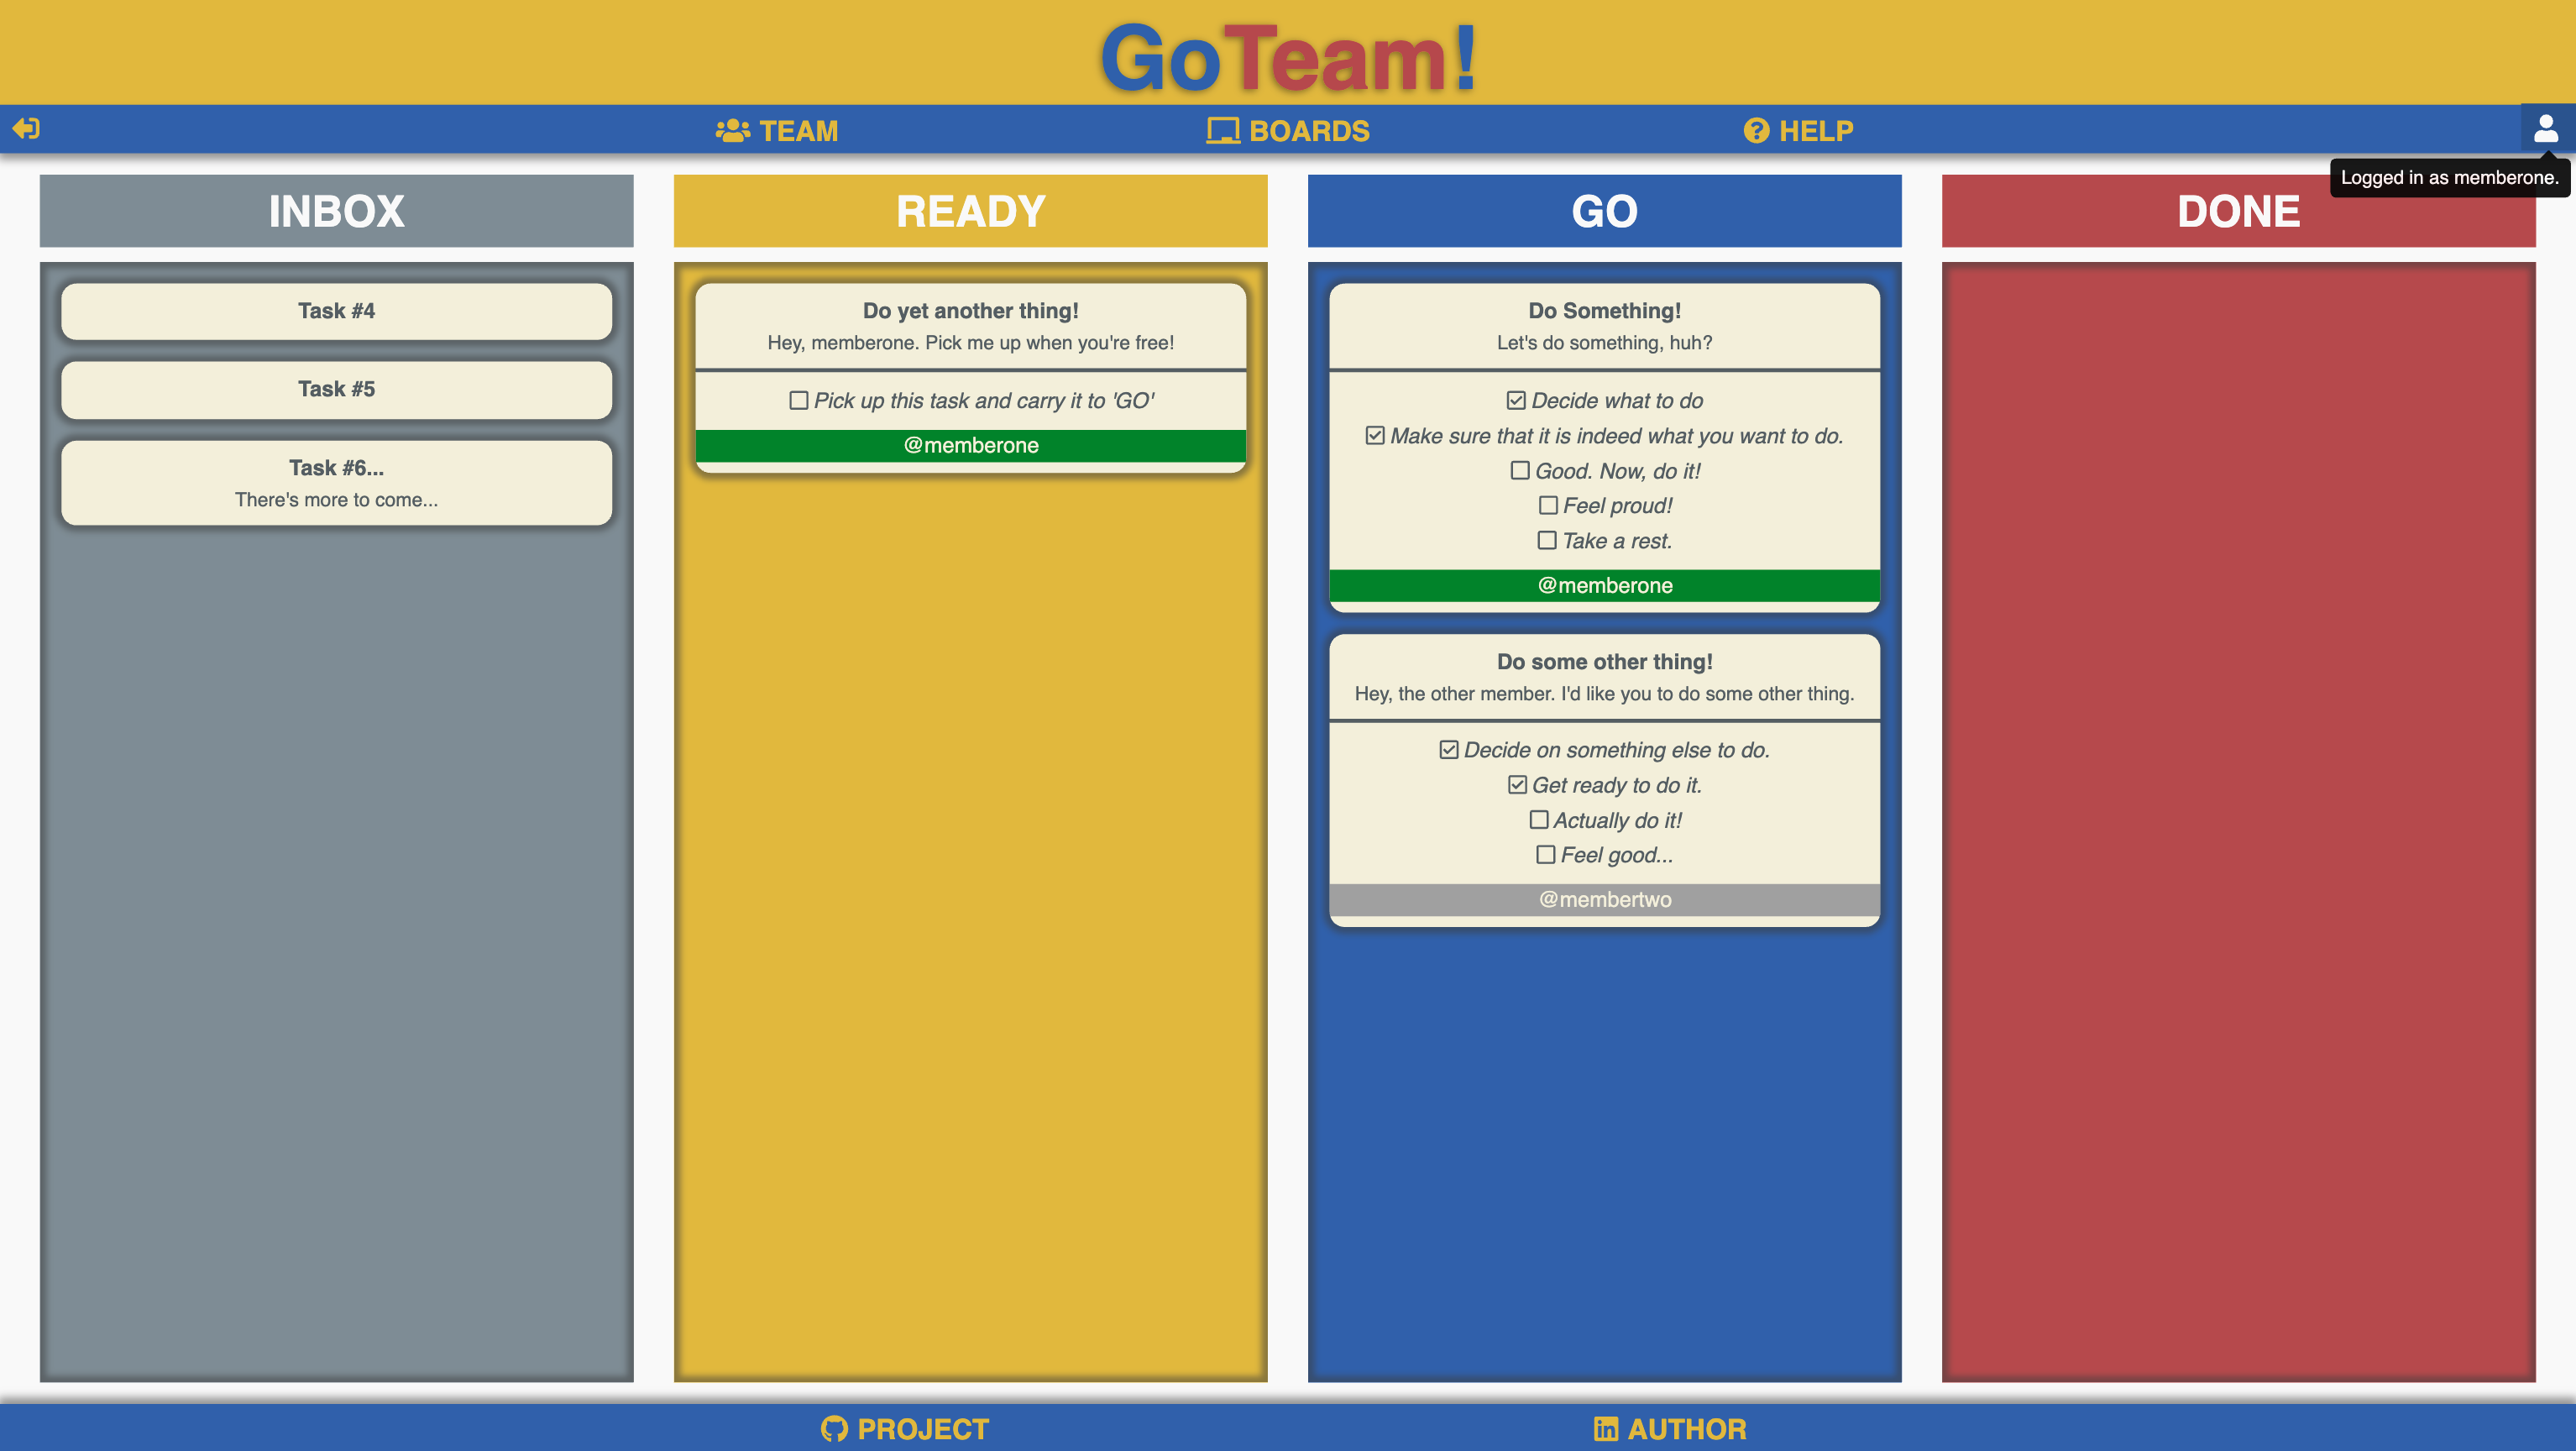 GoTeam!
TEAM
BOARDS
HELP
Logged in as memberone.
INBOX
Task #4
Task #5
Task #6...
There's more to come...
READY
Do yet another thing!
Hey, memberone. Pick me up when you're free!
Pick up this task and carry it to 'GO'
@memberone
GO
Do Something!
Let's do something, huh?
Decide what to do
Make sure that it is indeed what you want to do.
Good. Now, do it!
Feel proud!
Take a rest.
@memberone
Do some other thing!
Hey, the other member. I'd like you to do some other thing.
Decide on something else to do.
Get ready to do it.
Actually do it!
Feel good...
@membertwo
DONE
PROJECT
AUTHOR